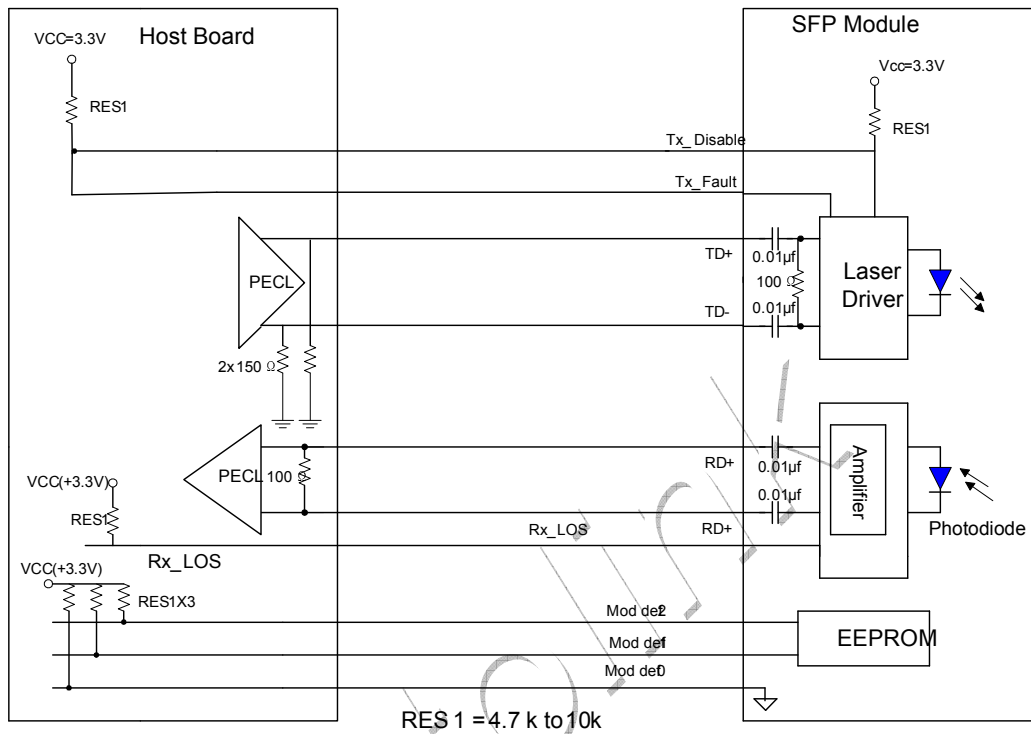 Host Board
SFP Module
VCC=3.3V
Vcc=3.3V
RES1
RES1
Tx_Disable
Tx_Fault
PECL
TD+
0.01µf
100 Ω
0.01µf
TD-
Laser
Driver
2x 150 Ω
PECL 100 Ω
RD+
0.01µf
0.01µf
RD+
Amplifier
Photodiode
VCC(+3.3V)
RES1
Rx_LOS
Rx_LOS
VCC(+3.3V)
RES1X3
Mod def2
Mod def1
Mod def0
EEPROM
RES 1 = 4.7 k to 10k